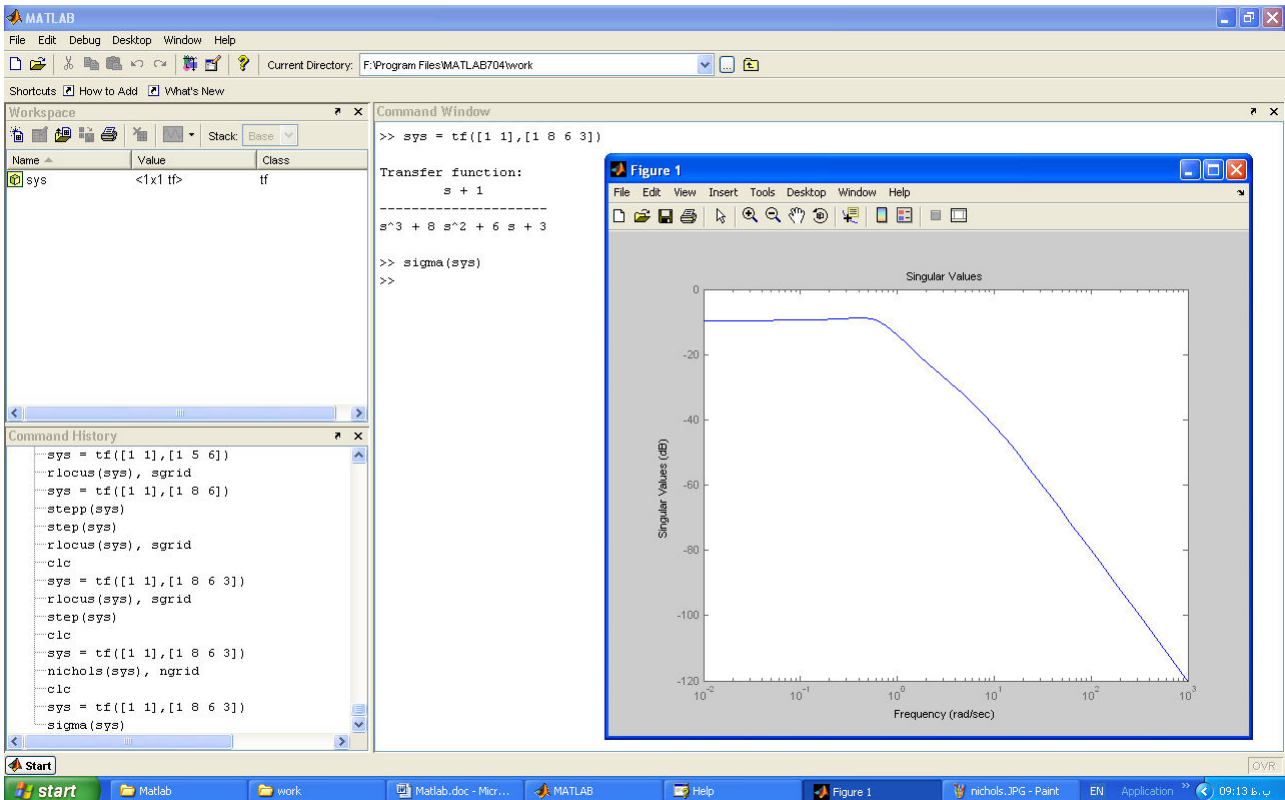 MATLAB
File Edit Debug Desktop Window Help
Current Directory: F:\Program Files\MATLAB704\work
Shortcuts How to Add What's New
Workspace
Stack: Base
Name Value Class
sys <1x1 tf> tf
Command History
sys = tf([1 1],[1 5 6])
rlocus(sys), sgrid
sys = tf([1 1],[1 8 6])
stepp(sys)
step(sys)
rlocus(sys), sgrid
clc
sys = tf([1 1],[1 8 6 3])
rlocus(sys), sgrid
step(sys)
clc
sys = tf([1 1],[1 8 6 3])
nichols(sys), ngrid
clc
sys = tf([1 1],[1 8 6 3])
sigma(sys)
Command Window
>> sys = tf([1 1],[1 8 6 3])
Transfer function:
s + 1
---------------------
s^3 + 8 s^2 + 6 s + 3
>> sigma(sys)
>>
Figure 1
File Edit View Insert Tools Desktop Window Help
Singular Values
Singular Values (dB)
0
-20
-40
-60
-80
-100
-120
10^-2 10^-1 10^0 10^1 10^2 10^3
Frequency (rad/sec)
Start
OVR
start Matlab work Matlab.doc - Micr... MATLAB Help Figure 1 nichols.JPG - Paint EN Application 09:13 ب.ظ